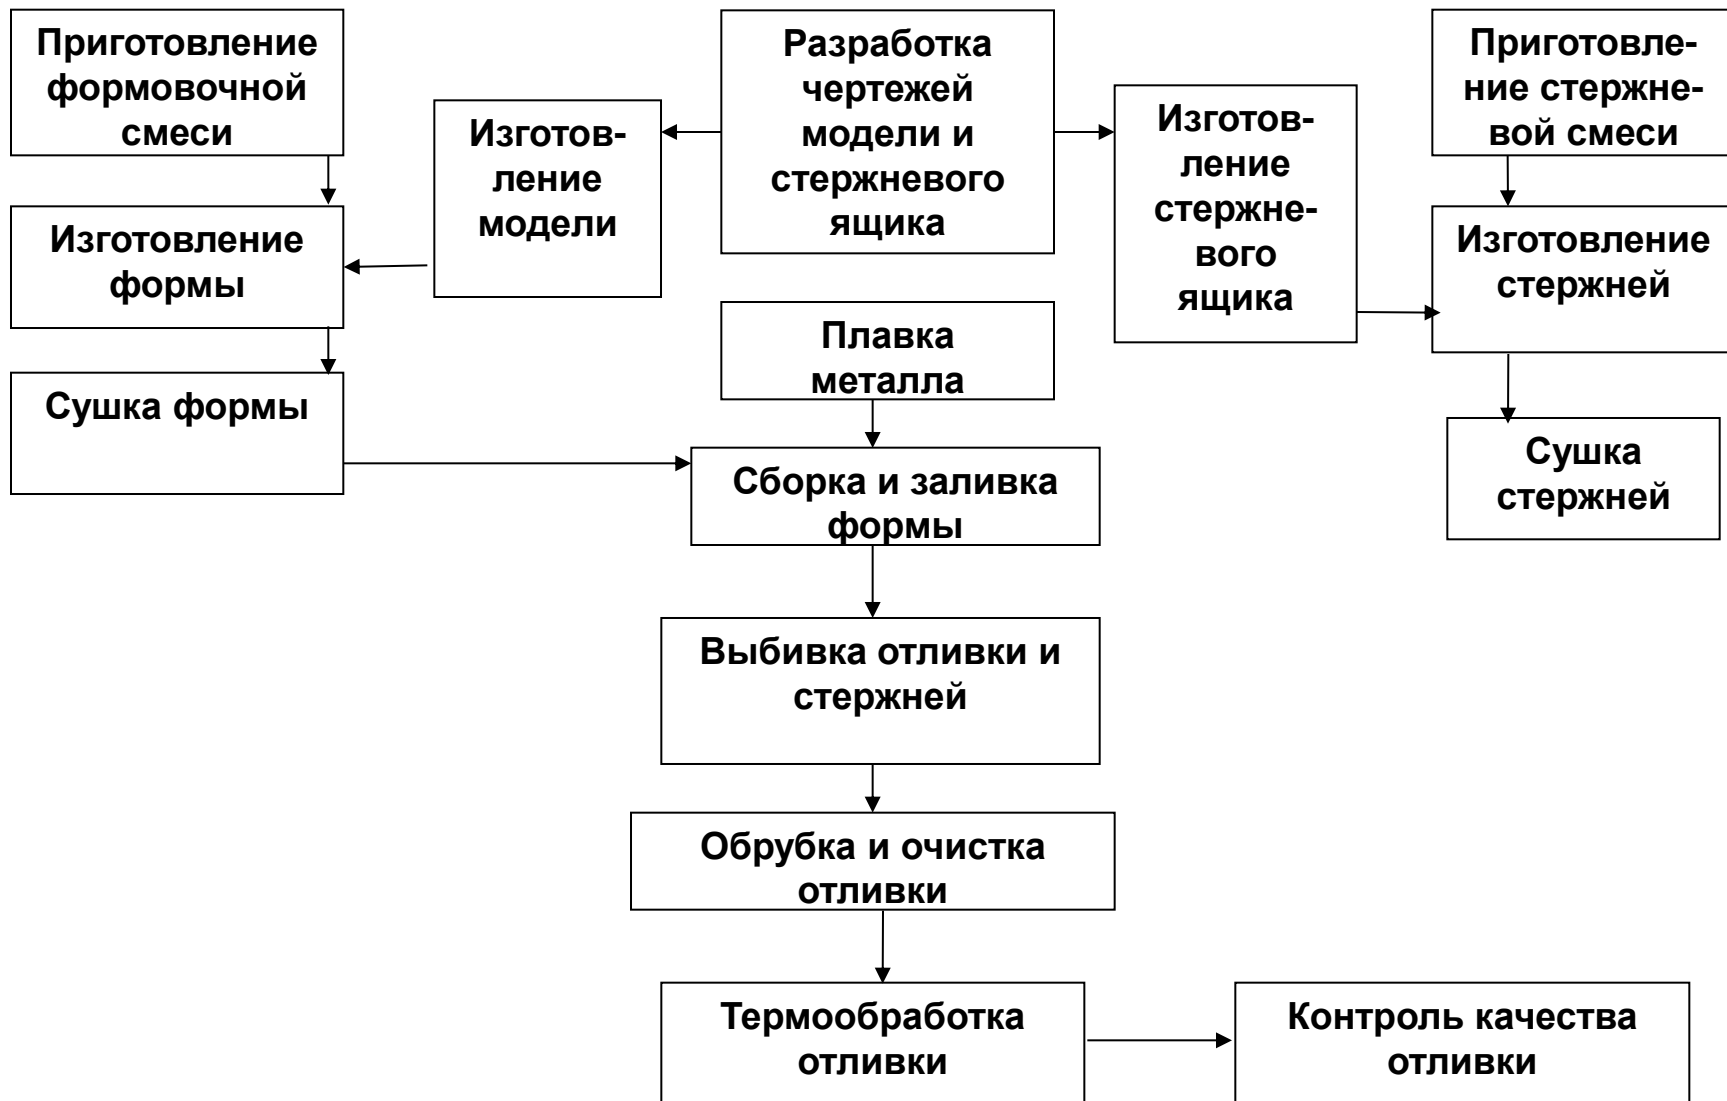 Приготовление
формовочной
смеси
Разработка
чертежей
модели и
стержневого
ящика
Приготовле-
ние стержне-
вой смеси
Изготов-
ление
модели
Изготов-
ление
стержне-
вого
ящика
Изготовление
формы
Изготовление
стержней
Плавка
металла
Сушка формы
Сборка и заливка
формы
Сушка
стержней
Выбивка отливки и
стержней
Обрубка и очистка
отливки
Термообработка
отливки
Контроль качества
отливки